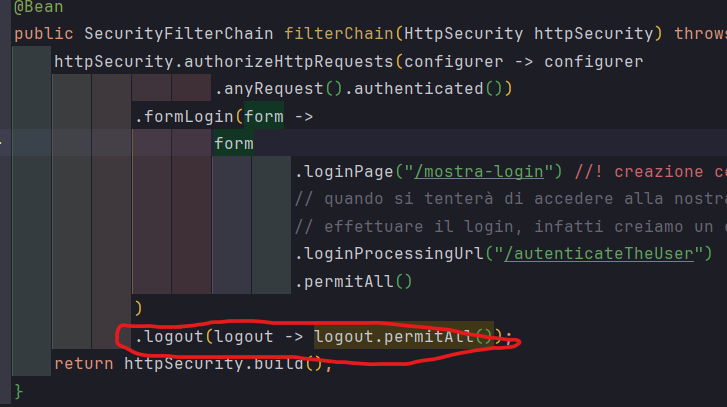 @Bean
public SecurityFilterChain filterChain(HttpSecurity httpSecurity) throws
httpSecurity.authorizeHttpRequests(configurer -> configurer
.anyRequest().authenticated())
.formLogin(form ->
form
.loginPage("/mostra-login") //! creazione co
// quando si tenterà di accedere alla nostra
// effettuare il login, infatti creiamo un
.loginProcessingUrl("/autenticateTheUser")
.permitAll()
)
.logout(logout -> logout.permitAll());
return httpSecurity.build();
}